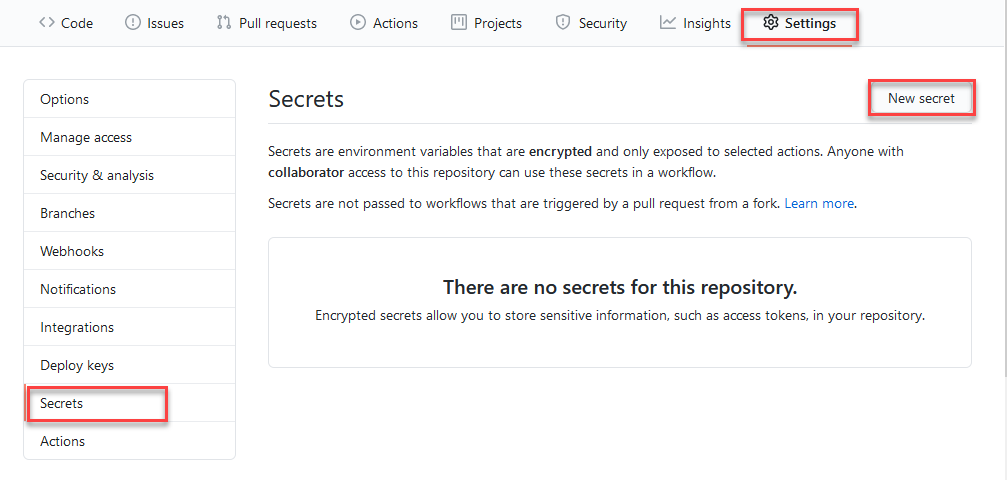 Code Issues Pull requests Actions Projects Security Insights Settings
Options
Manage access
Security & analysis
Branches
Webhooks
Notifications
Integrations
Deploy keys
Secrets
Actions
Secrets New secret
Secrets are environment variables that are encrypted and only exposed to selected actions. Anyone with
collaborator access to this repository can use these secrets in a workflow.
Secrets are not passed to workflows that are triggered by a pull request from a fork. Learn more.
There are no secrets for this repository.
Encrypted secrets allow you to store sensitive information, such as access tokens, in your repository.